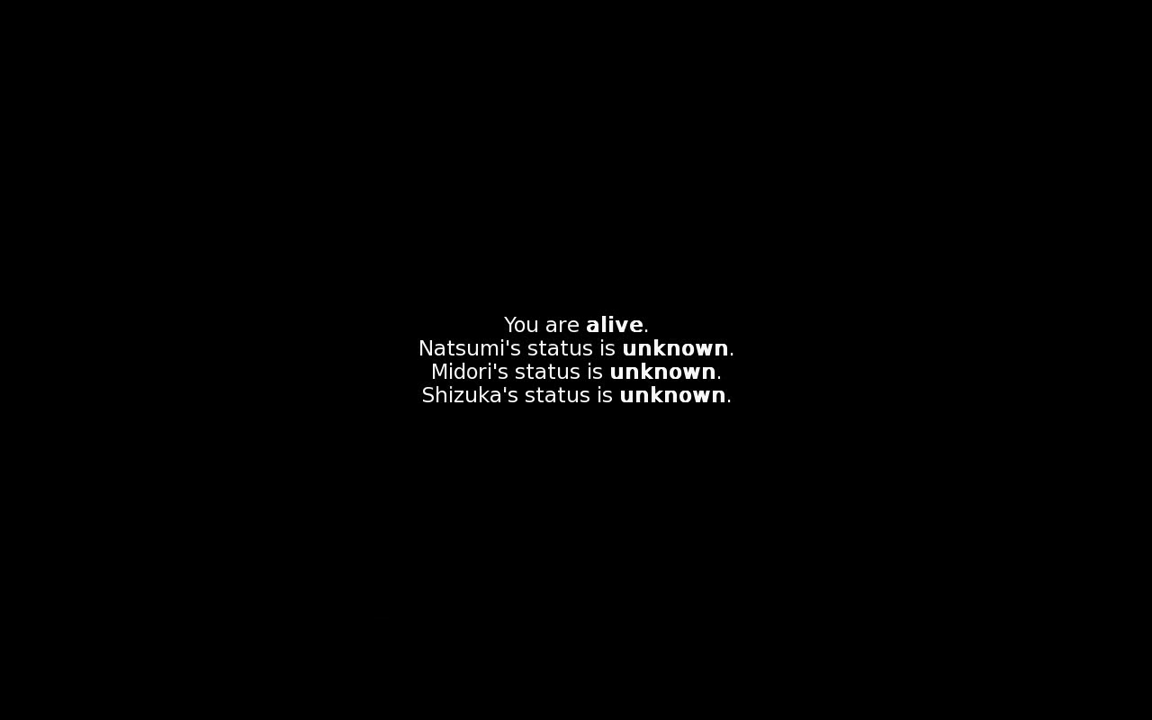 You are alive.
Natsumi's status is unknown.
Midori's status is unknown.
Shizuka's status is unknown.